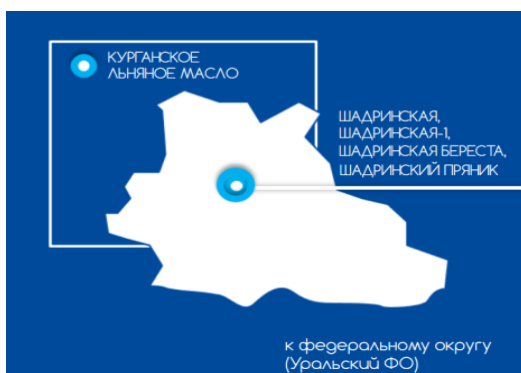 КУРГАНСКОЕ
ЛЬНЯНОЕ МАСЛО
ШАДРИНСКАЯ,
ШАДРИНСКАЯ-1,
ШАДРИНСКАЯ БЕРЕСТА,
ШАДРИНСКИЙ ПРЯНИК
к федеральному округу
(Уральский ФО)